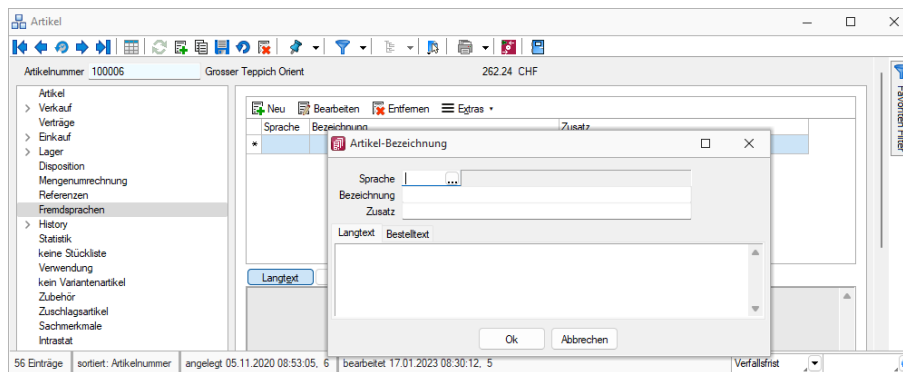 Artikel
Artikelnummer 100006 Grosser Teppich Orient 262.24 CHF
Artikel
Verkauf
Verträge
Einkauf
Lager
Disposition
Mengenumrechnung
Referenzen
Fremdsprachen
History
Statistik
keine Stückliste
Verwendung
kein Variantenartikel
Zubehör
Zuschlagsartikel
Sachmerkmale
Intrastat
Neu Bearbeiten Entfernen Extras
Sprache Bezeichnung Zusatz
Langtext
Artikel-Bezeichnung
Sprache ...
Bezeichnung
Zusatz
Langtext Bestelltext
Ok Abbrechen
Favoriten Filter
56 Einträge sortiert: Artikelnummer angelegt 05.11.2020 08:53:05, 6 bearbeitet 17.01.2023 08:30:12, 5 Verfallsfrist